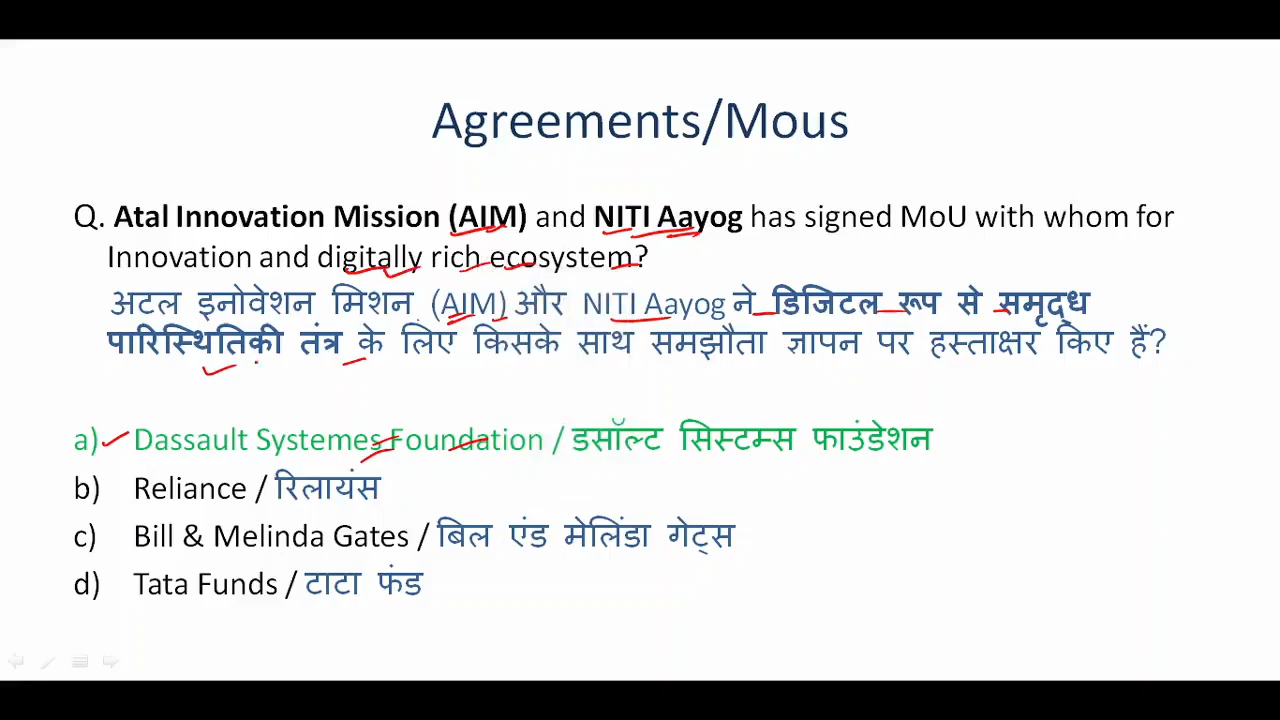 Agreements/Mous
Q. Atal Innovation Mission (AIM) and NITI Aayog has signed MoU with whom for
Innovation and digitally rich ecosystem?
अटल इनोवेशन मिशन (AIM) और NITI Aayog ने डिजिटल रूप से समृद्ध
पारिस्थितिकी तंत्र के लिए किसके साथ समझौता ज्ञापन पर हस्ताक्षर किए हैं?
a) Dassault Systemes Foundation / डसॉल्ट सिस्टम्स फाउंडेशन
b) Reliance / रिलायंस
c) Bill & Melinda Gates / बिल एंड मेलिंडा गेट्स
d) Tata Funds / टाटा फंड